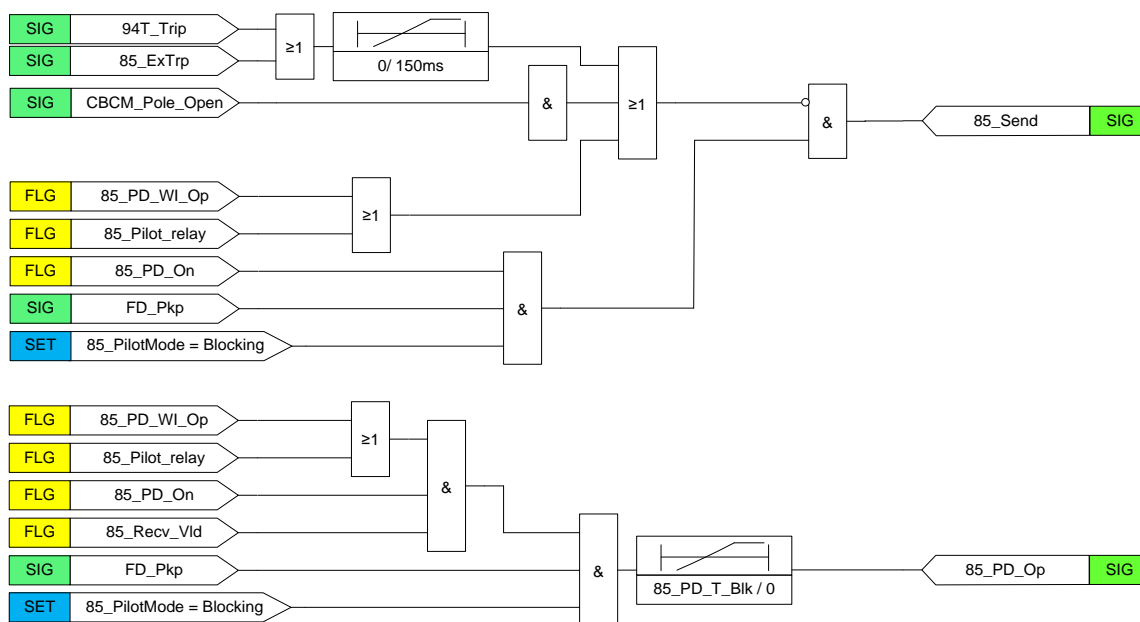 SIG 94T_Trip
SIG 85_ExTrp
≥1
0/ 150ms
SIG CBCM_Pole_Open
&
≥1
&
85_Send SIG
FLG 85_PD_WI_Op
FLG 85_Pilot_relay
≥1
FLG 85_PD_On
SIG FD_Pkp
SET 85_PilotMode = Blocking
&
FLG 85_PD_WI_Op
FLG 85_Pilot_relay
≥1
FLG 85_PD_On
FLG 85_Recv_Vld
&
SIG FD_Pkp
SET 85_PilotMode = Blocking
&
85_PD_T_Blk / 0
85_PD_Op SIG